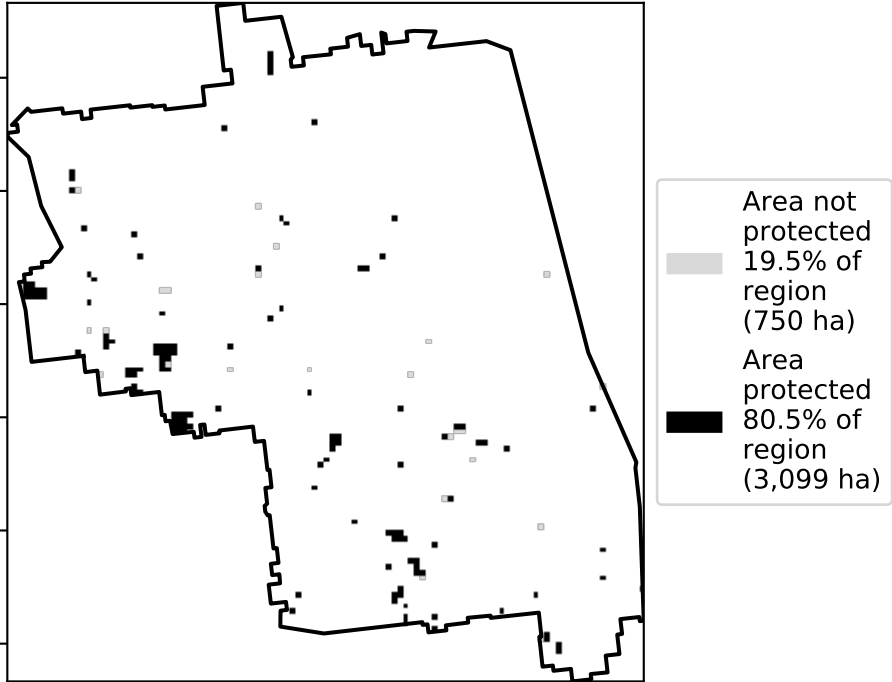 Area not
protected
19.5% of
region
(750 ha)
Area
protected
80.5% of
region
(3,099 ha)